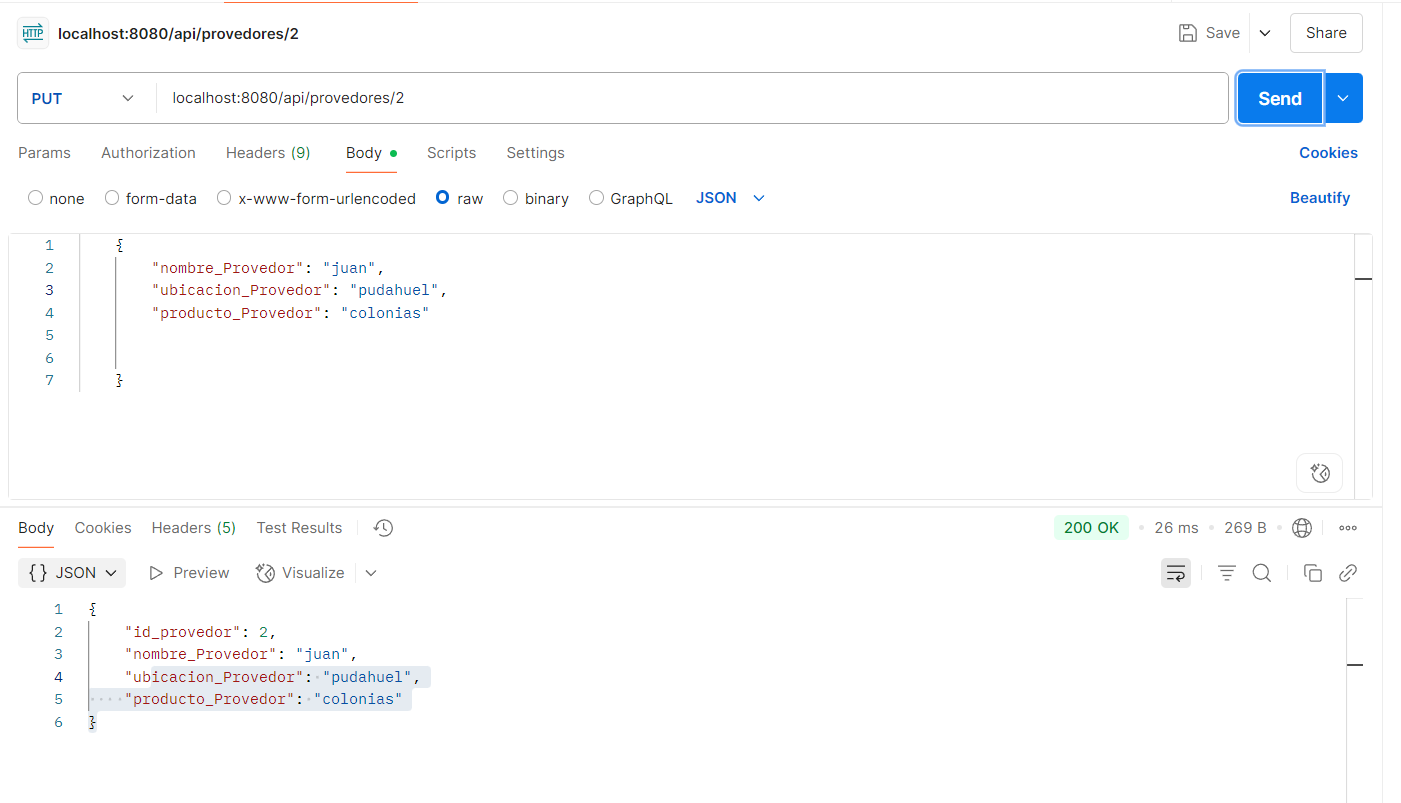 HTTP localhost:8080/api/provedores/2 Save Share
PUT localhost:8080/api/provedores/2 Send
Params Authorization Headers (9) Body Scripts Settings Cookies
none form-data x-www-form-urlencoded raw binary GraphQL JSON Beautify
1 {
2 "nombre_Provedor": "juan",
3 "ubicacion_Provedor": "pudahuel",
4 "producto_Provedor": "colonias"
5
6
7 }
Body Cookies Headers (5) Test Results 200 OK • 26 ms • 269 B •
{} JSON Preview Visualize
1 {
2 "id_provedor": 2,
3 "nombre_Provedor": "juan",
4 "ubicacion_Provedor": "pudahuel",
5 "producto_Provedor": "colonias"
6 }